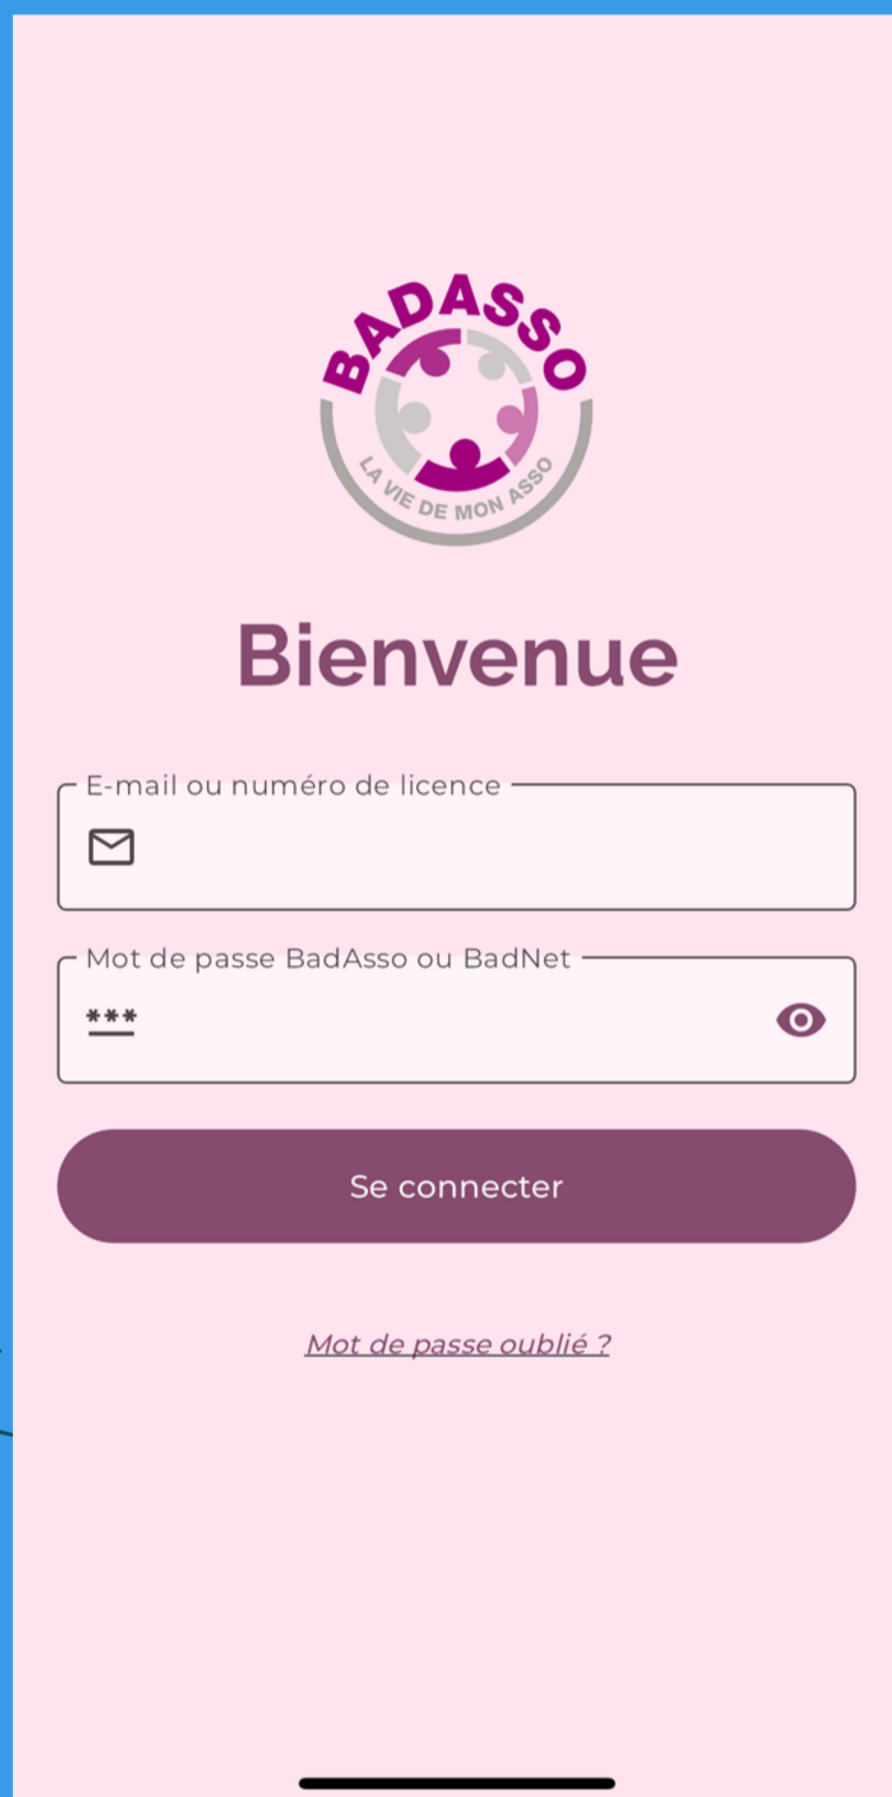 BADASSO
LA VIE DE MON ASSO
Bienvenue
E-mail ou numéro de licence
Mot de passe BadAsso ou BadNet
***
Se connecter
Mot de passe oublié ?